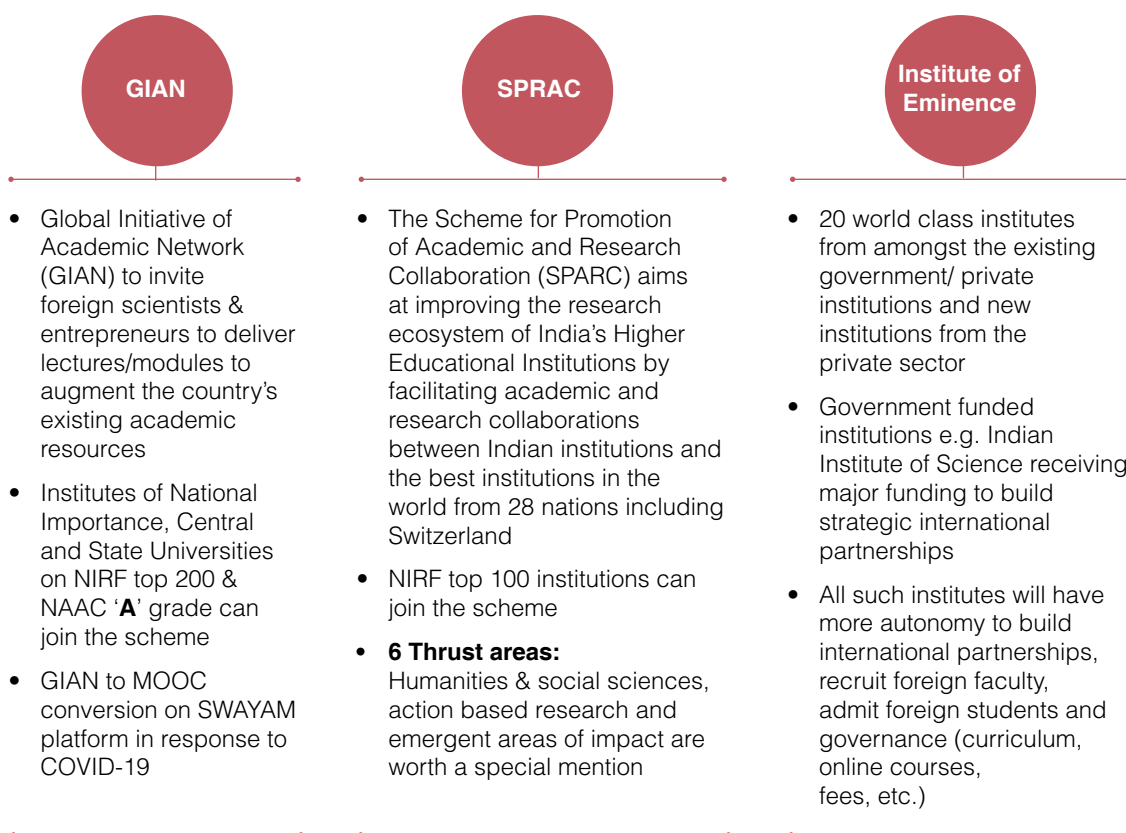 GIAN
• Global Initiative of
Academic Network
(GIAN) to invite
foreign scientists &
entrepreneurs to deliver
lectures/modules to
augment the country's
existing academic
resources
• Institutes of National
Importance, Central
and State Universities
on NIRF top 200 &
NAAC ‘A’ grade can
join the scheme
• GIAN to MOOC
conversion on SWAYAM
platform in response to
COVID-19
SPRAC
• The Scheme for Promotion
of Academic and Research
Collaboration (SPARC) aims
at improving the research
ecosystem of India’s Higher
Educational Institutions by
facilitating academic and
research collaborations
between Indian institutions and
the best institutions in the
world from 28 nations including
Switzerland
• NIRF top 100 institutions can
join the scheme
• 6 Thrust areas:
Humanities & social sciences,
action based research and
emergent areas of impact are
worth a special mention
Institute of
Eminence
• 20 world class institutes
from amongst the existing
government/ private
institutions and new
institutions from the
private sector
• Government funded
institutions e.g. Indian
Institute of Science receiving
major funding to build
strategic international
partnerships
• All such institutes will have
more autonomy to build
international partnerships,
recruit foreign faculty,
admit foreign students and
governance (curriculum,
online courses,
fees, etc.)